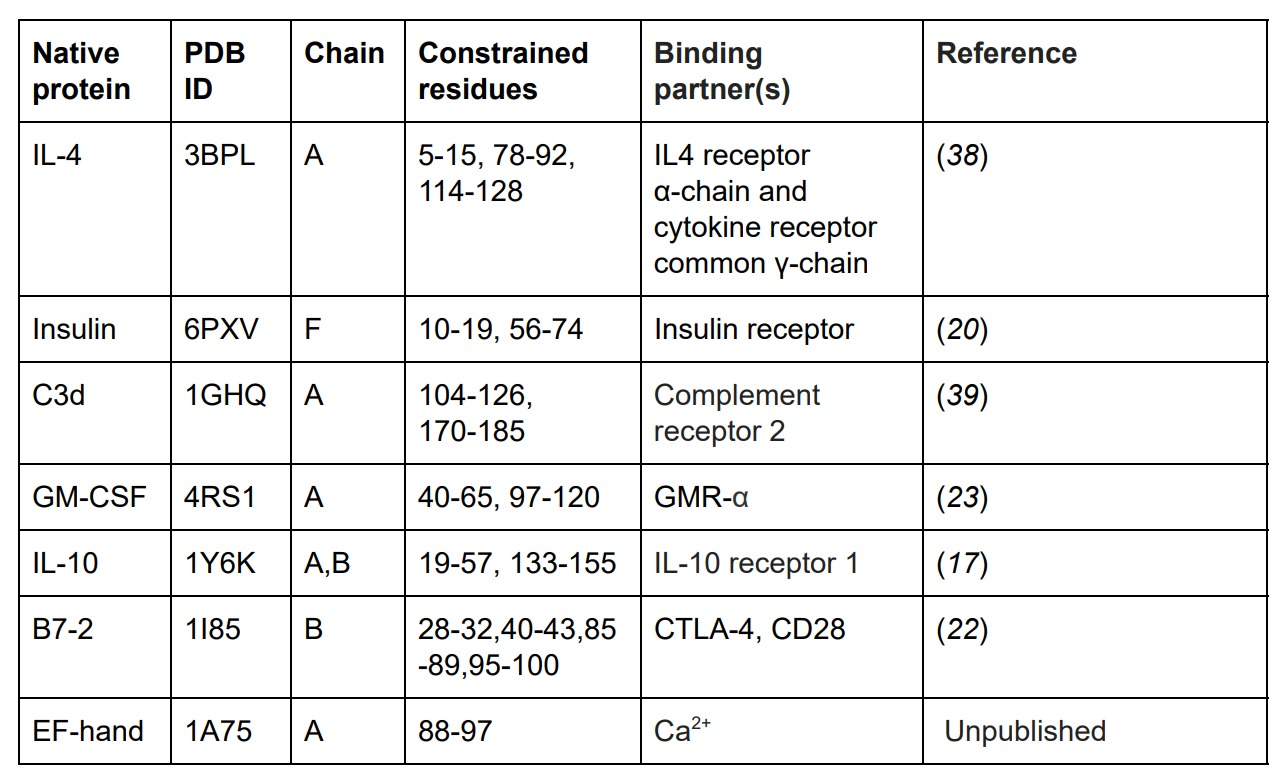 Native protein PDB ID Chain Constrained residues Binding partner(s) Reference
IL-4 3BPL A 5-15, 78-92, 114-128 IL4 receptor α-chain and cytokine receptor common γ-chain (38)
Insulin 6PXV F 10-19, 56-74 Insulin receptor (20)
C3d 1GHQ A 104-126, 170-185 Complement receptor 2 (39)
GM-CSF 4RS1 A 40-65, 97-120 GMR-α (23)
IL-10 1Y6K A,B 19-57, 133-155 IL-10 receptor 1 (17)
B7-2 1I85 B 28-32,40-43,85-89,95-100 CTLA-4, CD28 (22)
EF-hand 1A75 A 88-97 Ca²⁺ Unpublished